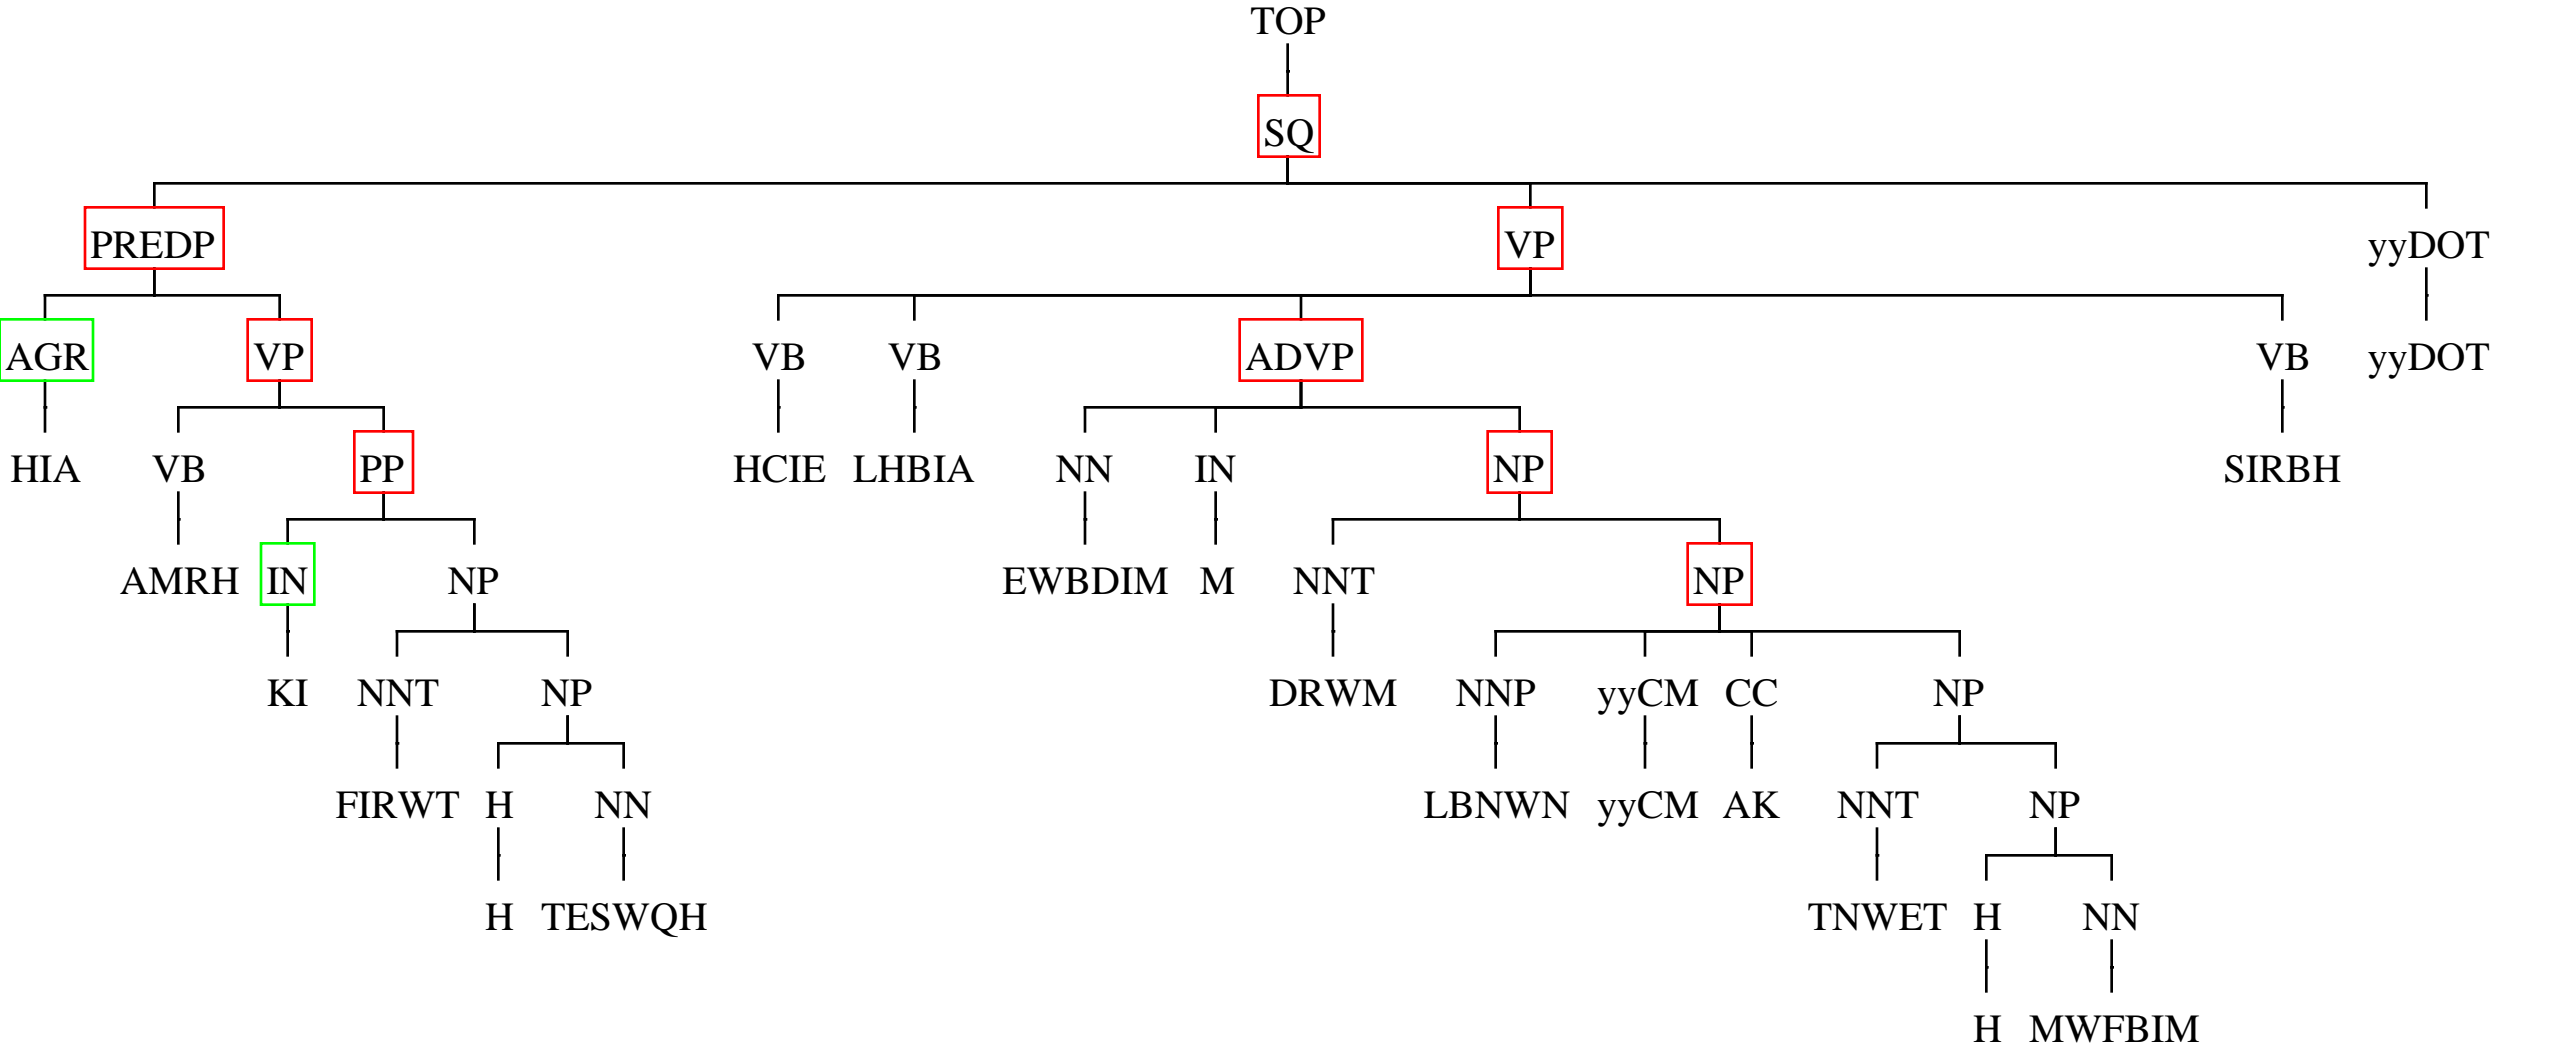 TOP
SQ
PREDP VP yyDOT
AGR VP VB VB ADVP VB yyDOT
HIA VB PP HCIE LHBIA NN IN NP SIRBH
AMRH IN NP EWBDIM M NNT NP
KI NNT NP DRWM NNP yyCM CC NP
FIRWT H NN LBNWN yyCM AK NNT NP
H TESWQH TNWET H NN
H MWFBIM